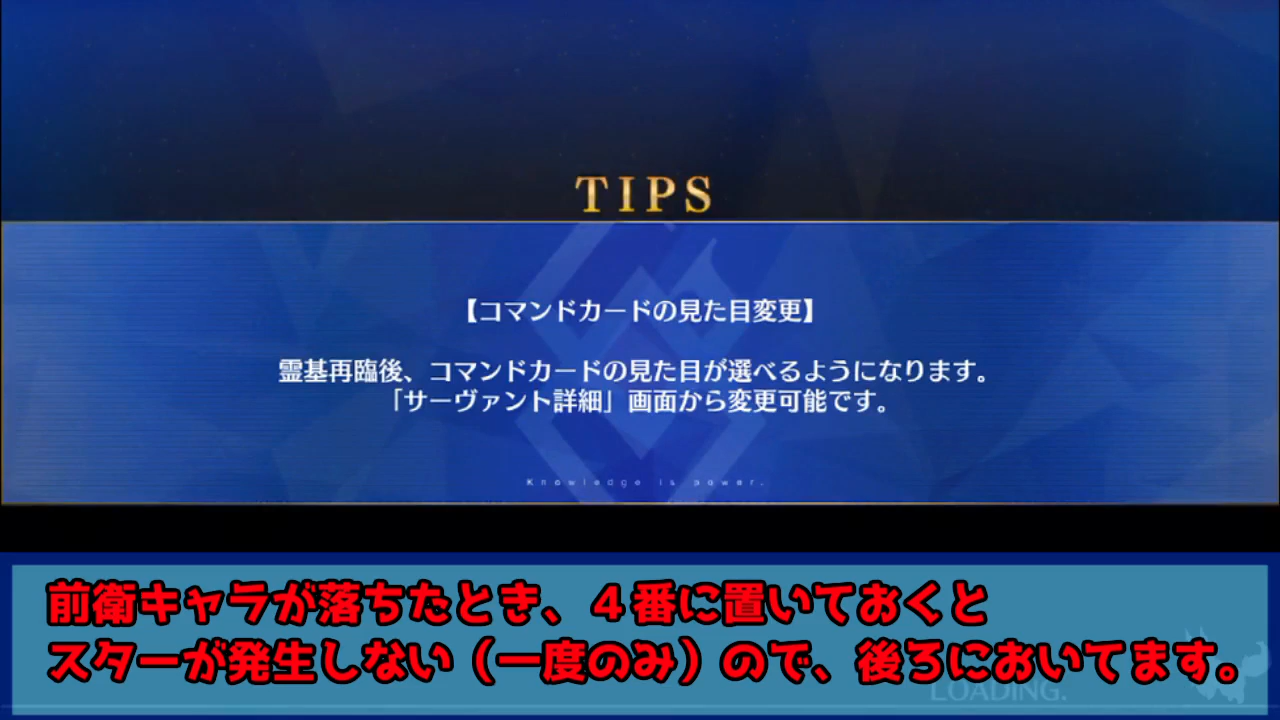 TIPS
【コマンドカードの見た目変更】
霊基再臨後、コマンドカードの見た目が選べるようになります。
「サーヴァント詳細」画面から変更可能です。
Knowledge is power.
前衛キャラが落ちたとき、４番に置いておくと
スターが発生しない（一度のみ）ので、後ろにおいてます。
LOADING.